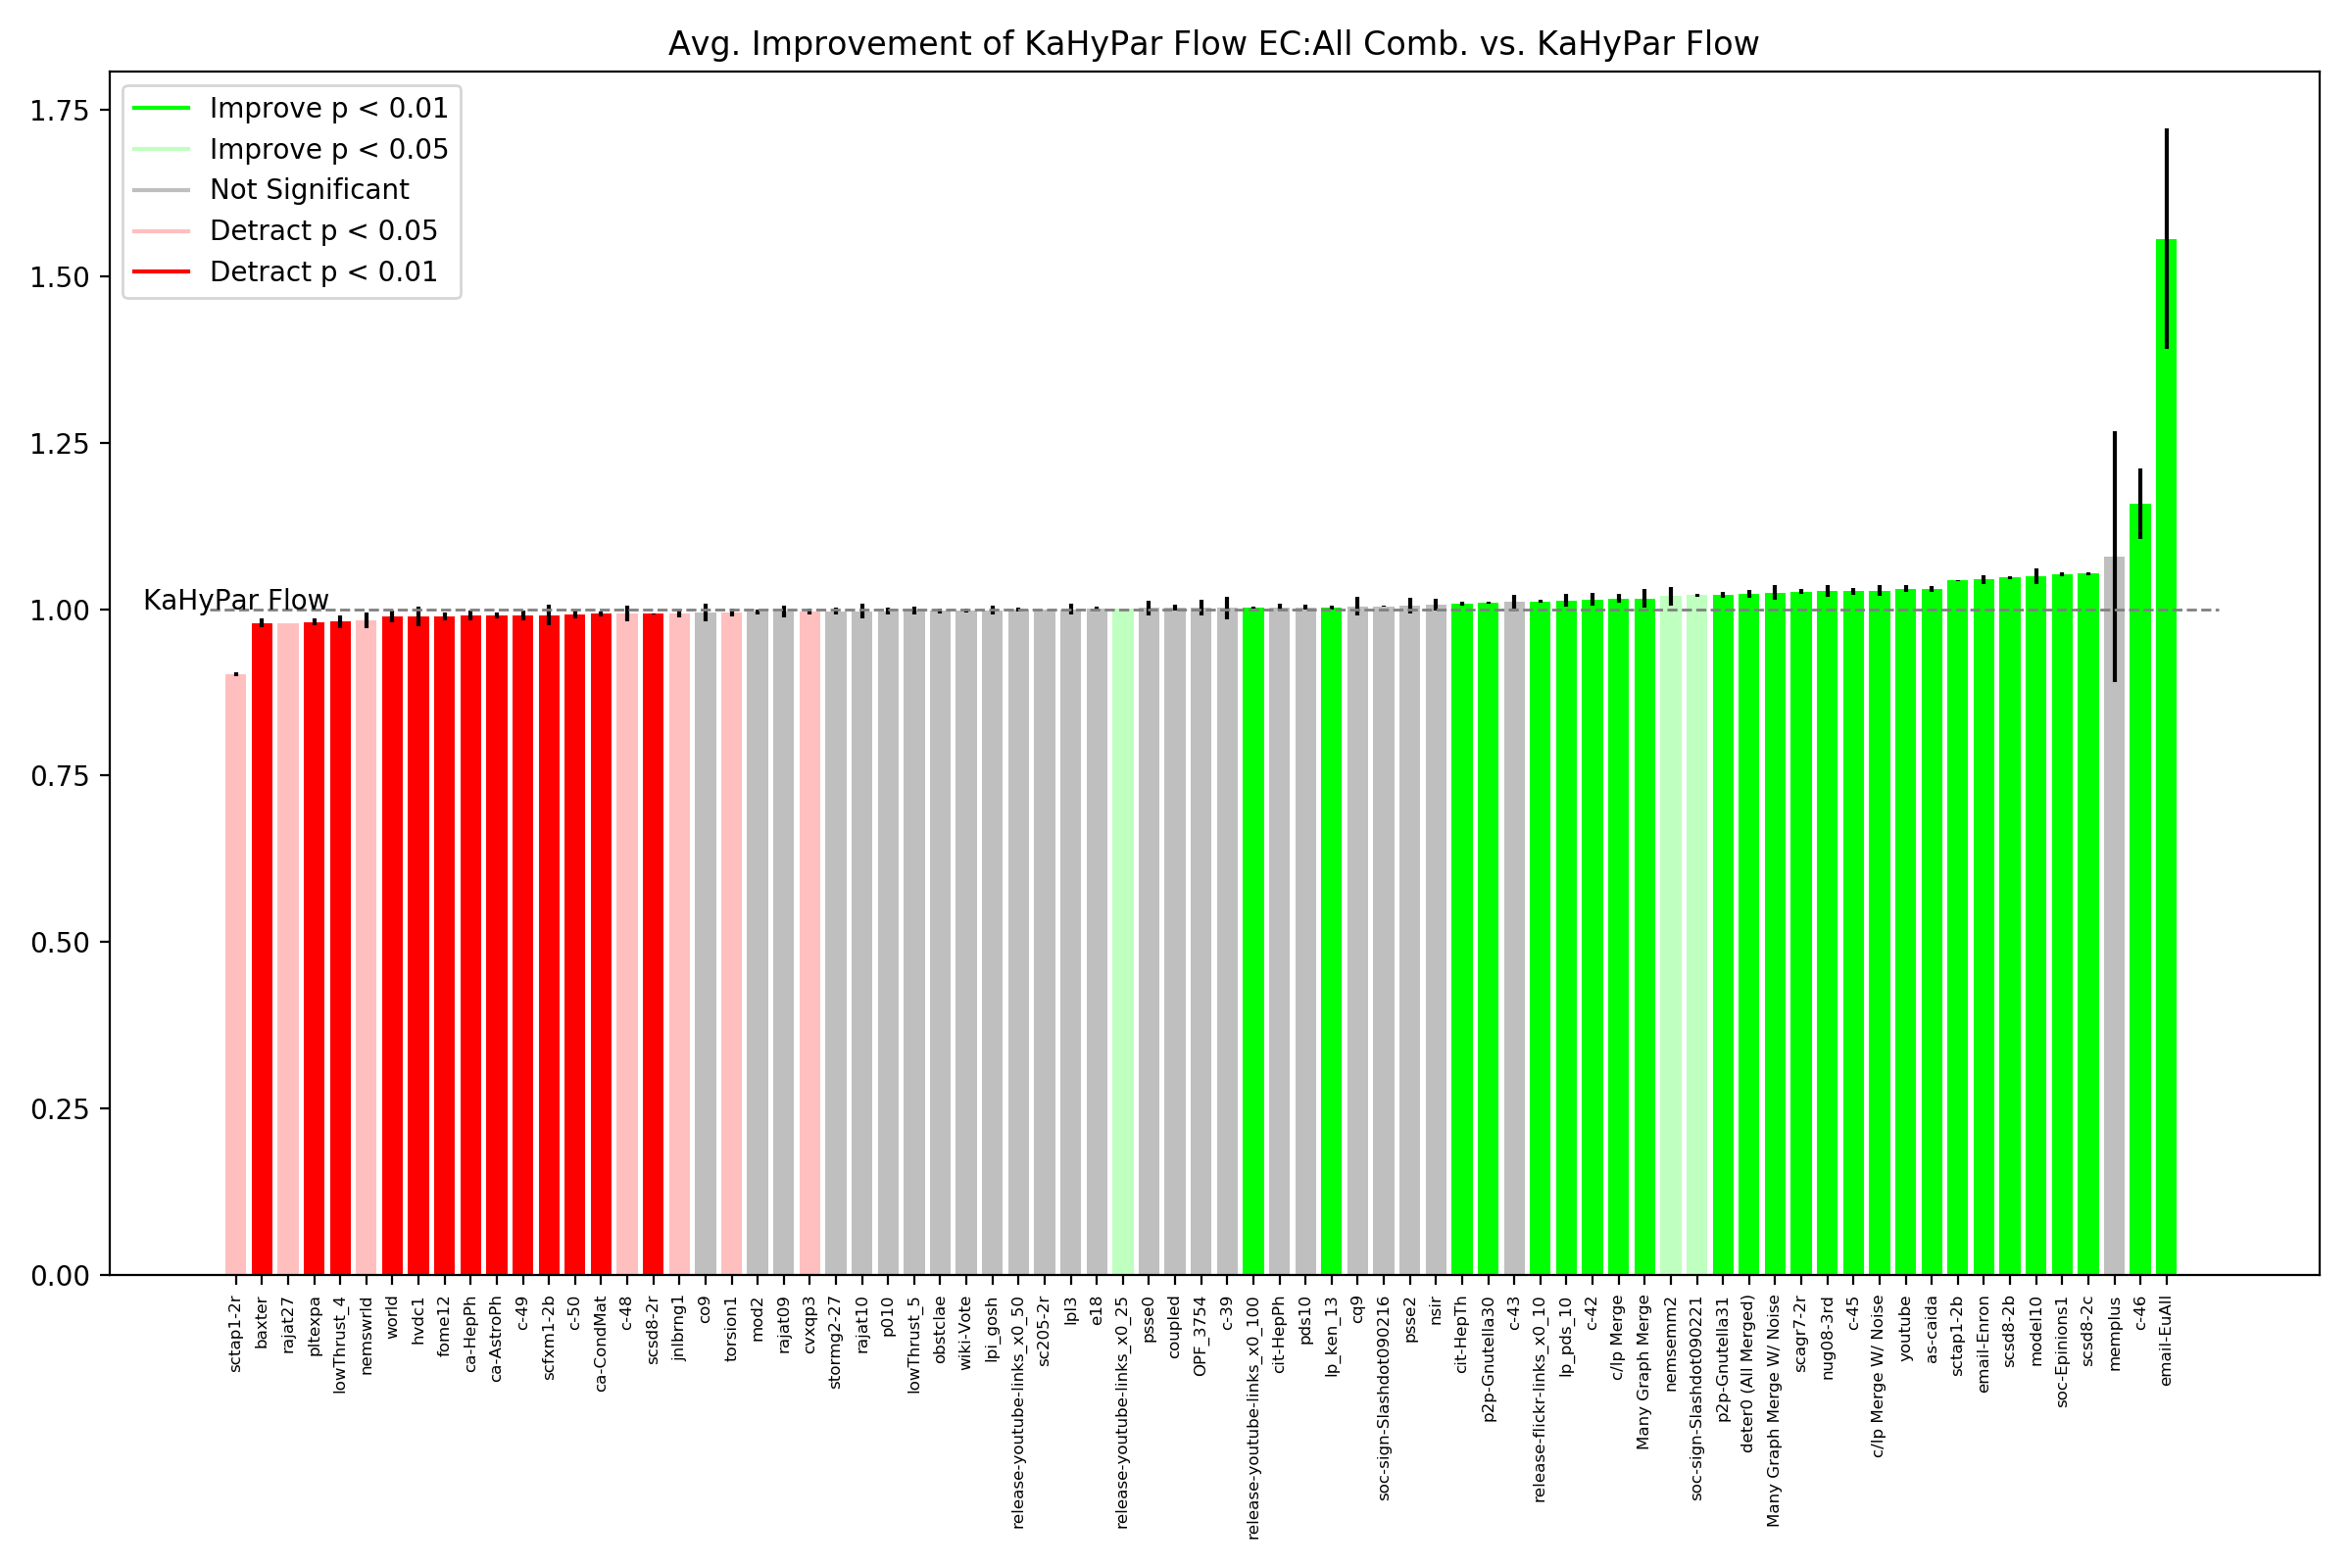 Avg. Improvement of KaHyPar Flow EC:All Comb. vs. KaHyPar Flow
1.75
1.50
1.25
1.00
0.75
0.50
0.25
0.00
Improve p < 0.01
Improve p < 0.05
Not Significant
Detract p < 0.05
Detract p < 0.01
KaHyPar Flow
sctap1-2r
baxter
rajat27
pltexpa
lowThrust_4
nemswrld
world
hvdc1
fome12
ca-HepPh
ca-AstroPh
c-49
scfxm1-2b
c-50
ca-CondMat
c-48
scsd8-2r
jnlbrng1
co9
torsion1
mod2
rajat09
cvxqp3
stormg2-27
rajat10
p010
lowThrust_5
obstclae
wiki-Vote
lpi_gosh
release-youtube-links_x0_50
sc205-2r
lpl3
e18
release-youtube-links_x0_25
psse0
coupled
OPF_3754
c-39
release-youtube-links_x0_100
cit-HepPh
pds10
lp_ken_13
cq9
soc-sign-Slashdot090216
psse2
nsir
cit-HepTh
p2p-Gnutella30
c-43
release-flickr-links_x0_10
lp_pds_10
c-42
c/lp Merge
Many Graph Merge
nemsemm2
soc-sign-Slashdot090221
p2p-Gnutella31
deter0 (All Merged)
Many Graph Merge W/ Noise
scagr7-2r
nug08-3rd
c-45
c/lp Merge W/ Noise
youtube
as-caida
sctap1-2b
email-Enron
scsd8-2b
model10
soc-Epinions1
scsd8-2c
memplus
c-46
email-EuAll